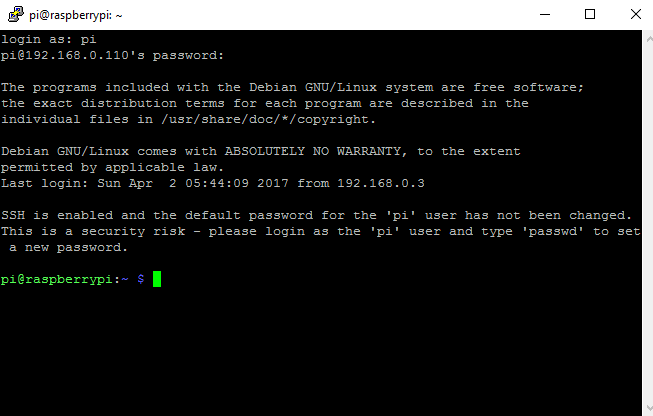 pi@raspberrypi: ~
login as: pi
pi@192.168.0.110's password:
The programs included with the Debian GNU/Linux system are free software;
the exact distribution terms for each program are described in the
individual files in /usr/share/doc/*/copyright.
Debian GNU/Linux comes with ABSOLUTELY NO WARRANTY, to the extent
permitted by applicable law.
Last login: Sun Apr  2 05:44:09 2017 from 192.168.0.3
SSH is enabled and the default password for the 'pi' user has not been changed.
This is a security risk - please login as the 'pi' user and type 'passwd' to set
 a new password.
pi@raspberrypi:~ $